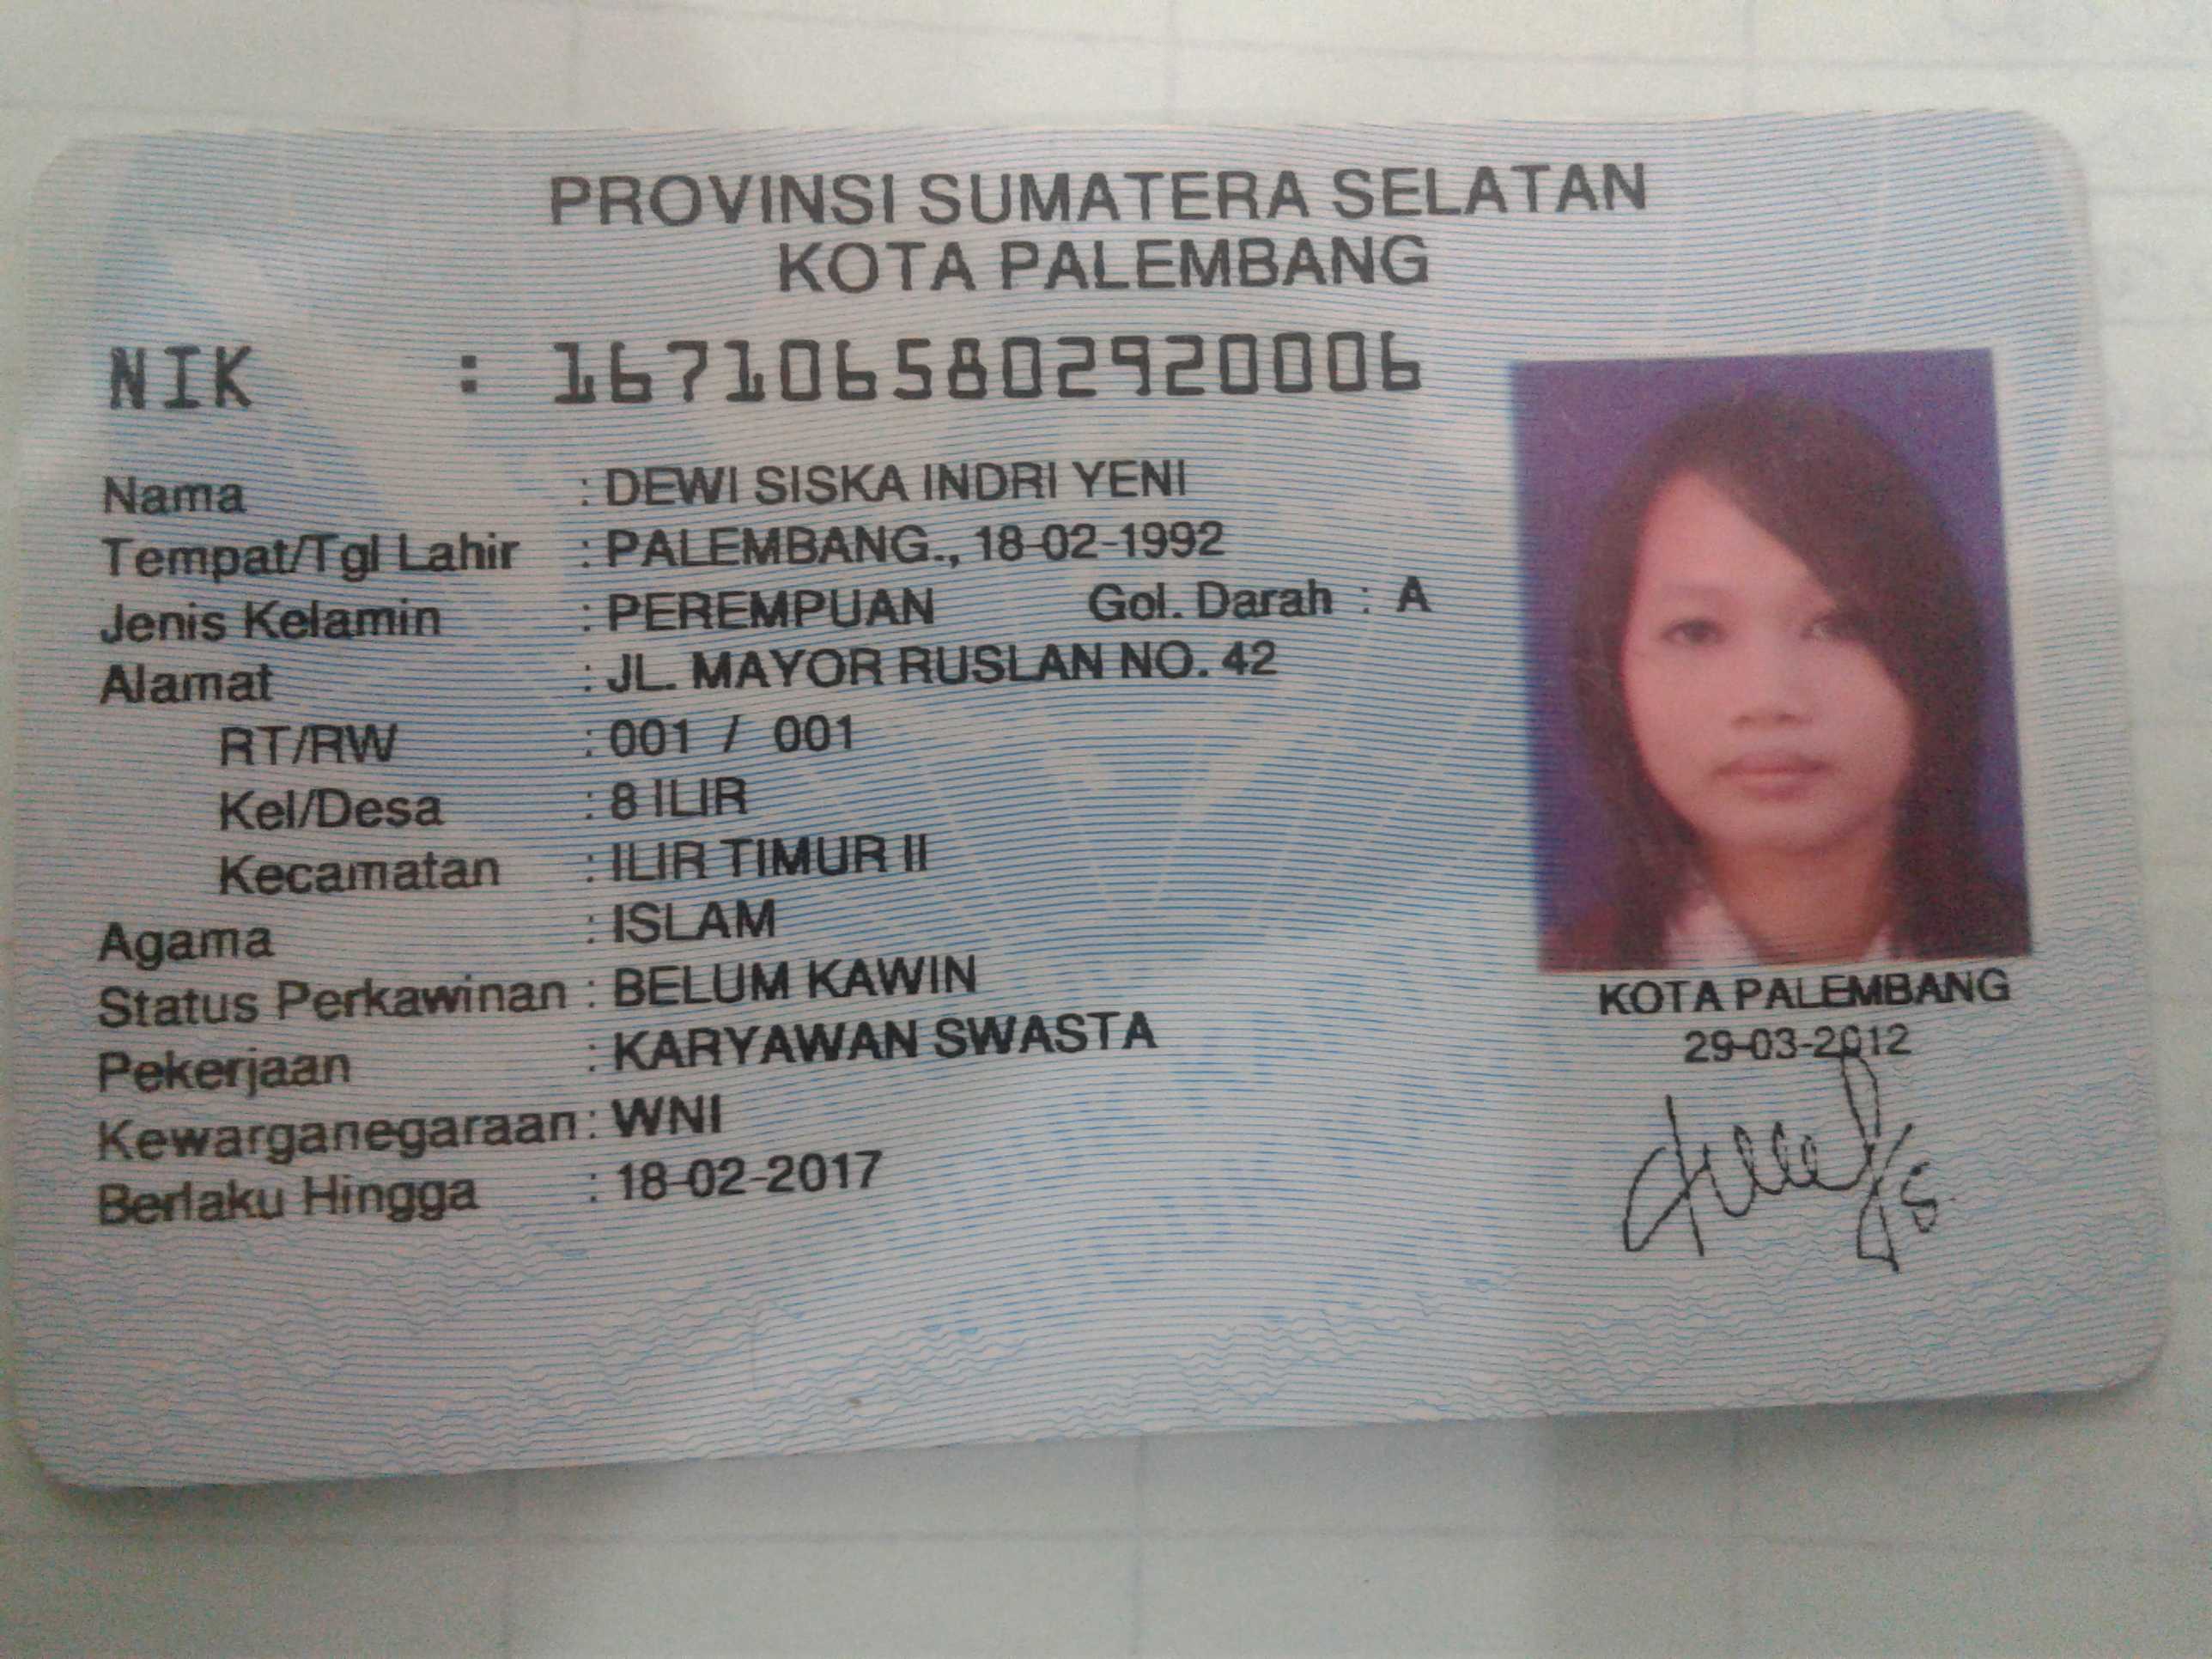 PROVINSI SUMATERA SELATAN
KOTA PALEMBANG
NIK : 1671065802920006
Nama : DEWI SISKA INDRI YENI
Tempat/Tgl Lahir : PALEMBANG., 18-02-1992
Jenis Kelamin : PEREMPUAN Gol. Darah : A
Alamat : JL. MAYOR RUSLAN NO. 42
RT/RW : 001 / 001
Kel/Desa : 8 ILIR
Kecamatan : ILIR TIMUR II
Agama : ISLAM
Status Perkawinan : BELUM KAWIN
Pekerjaan : KARYAWAN SWASTA
Kewarganegaraan : WNI
Berlaku Hingga : 18-02-2017
KOTA PALEMBANG
29-03-2012